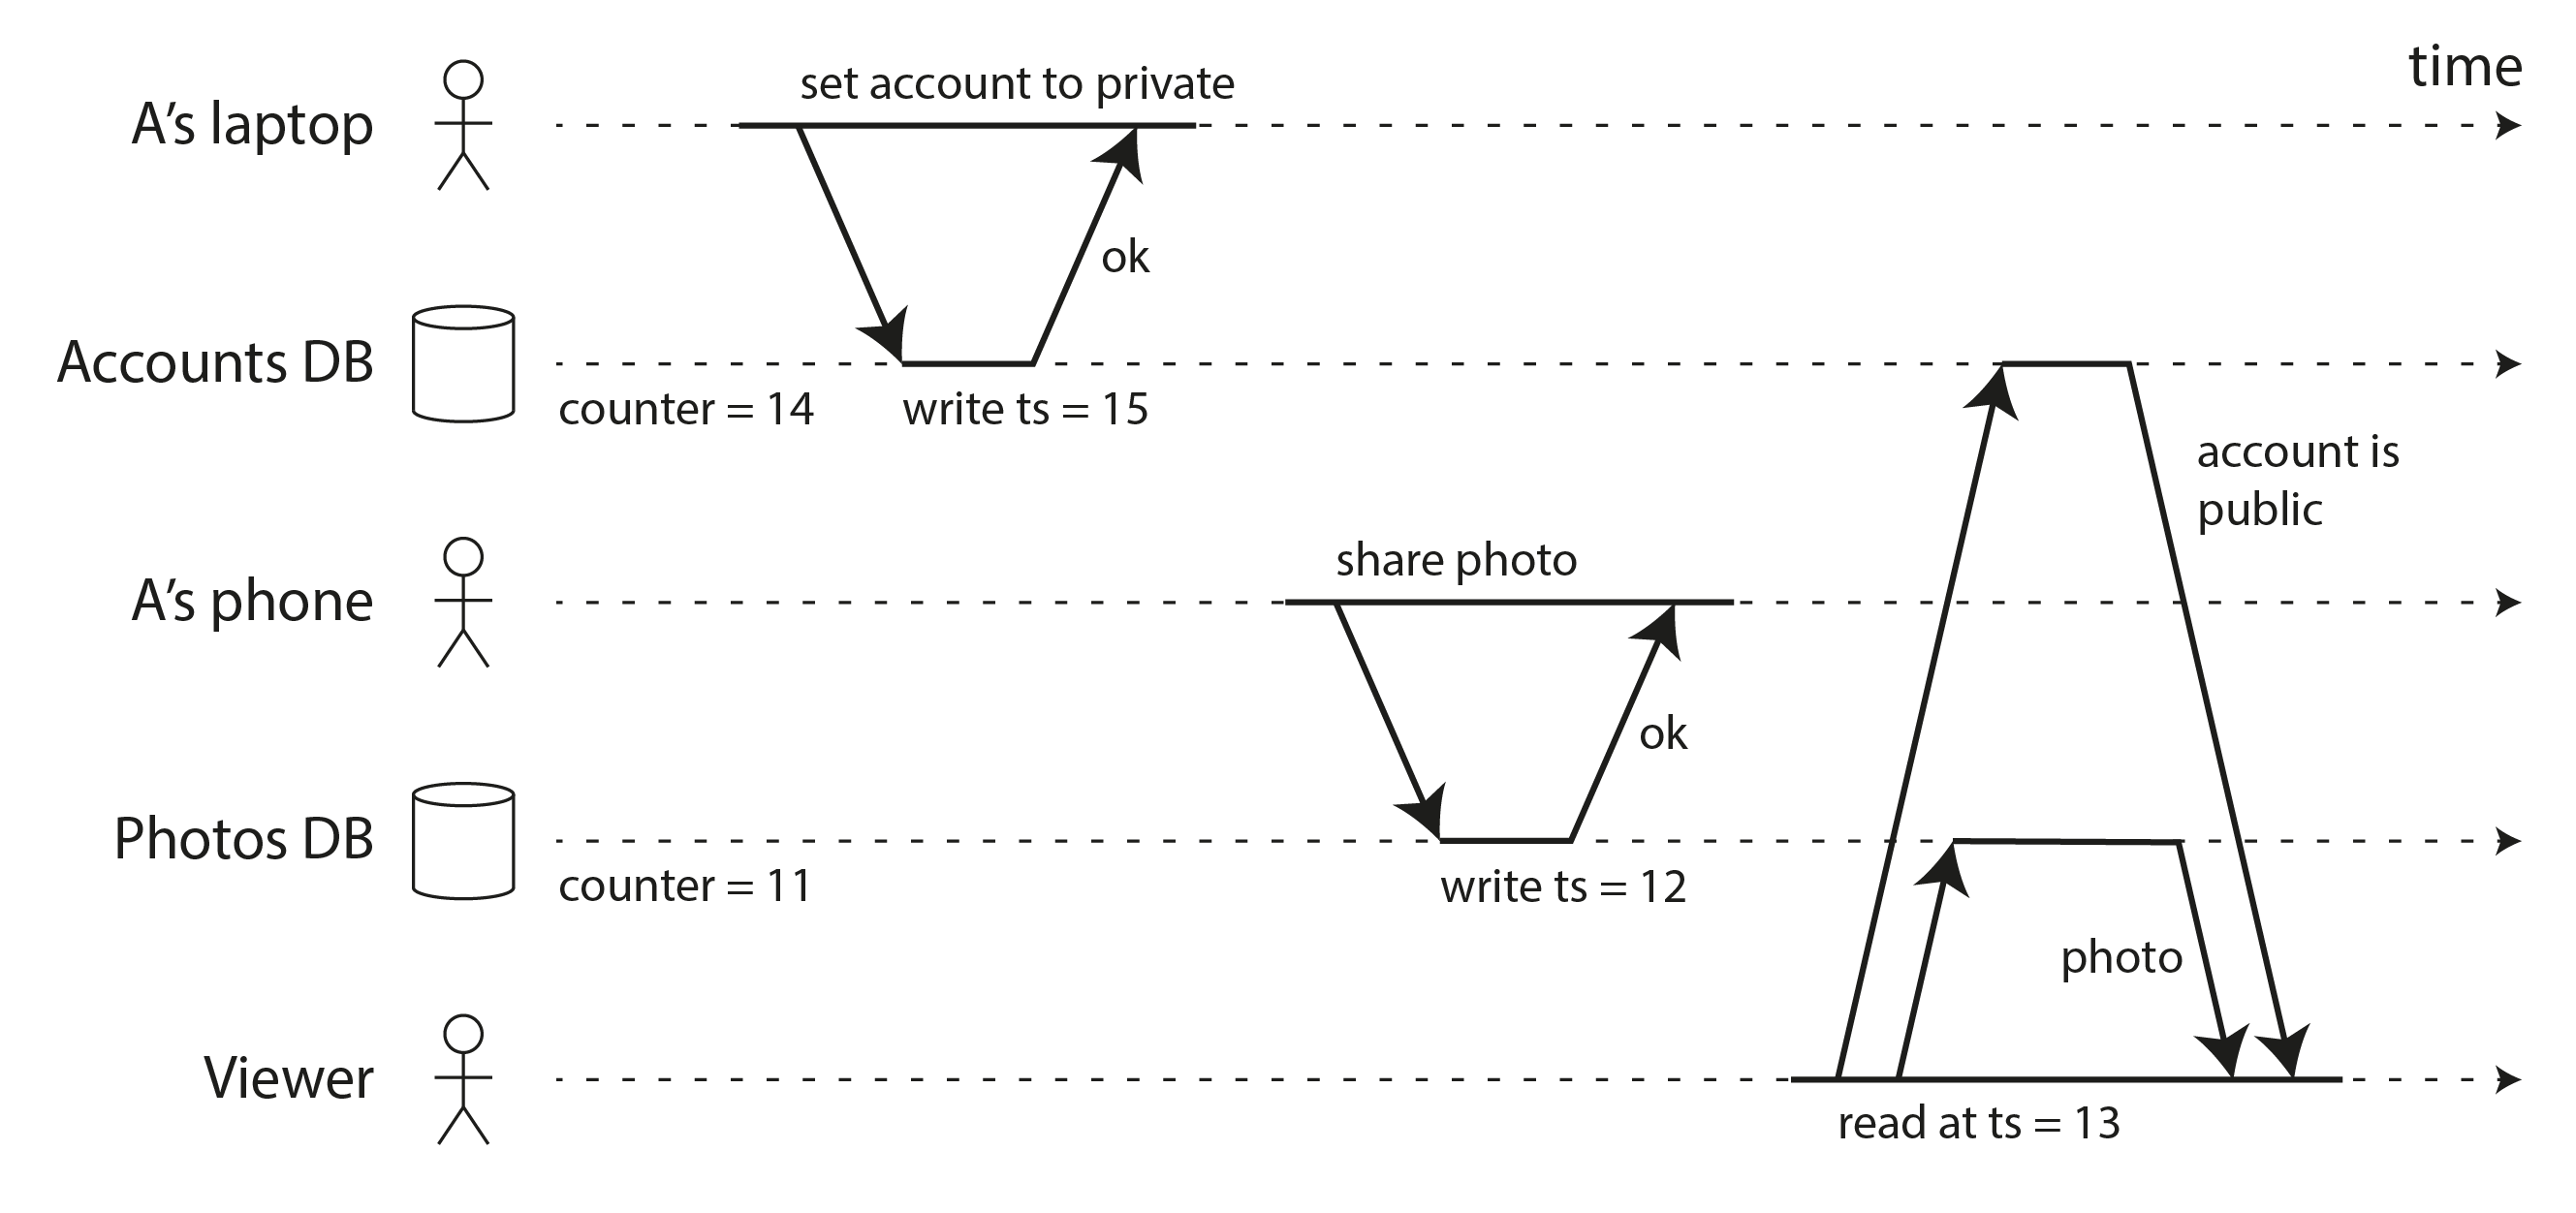 time
set account to private
A’s laptop
ok
Accounts DB
counter = 14
write ts = 15
account is
public
share photo
A’s phone
ok
Photos DB
counter = 11
write ts = 12
photo
Viewer
read at ts = 13